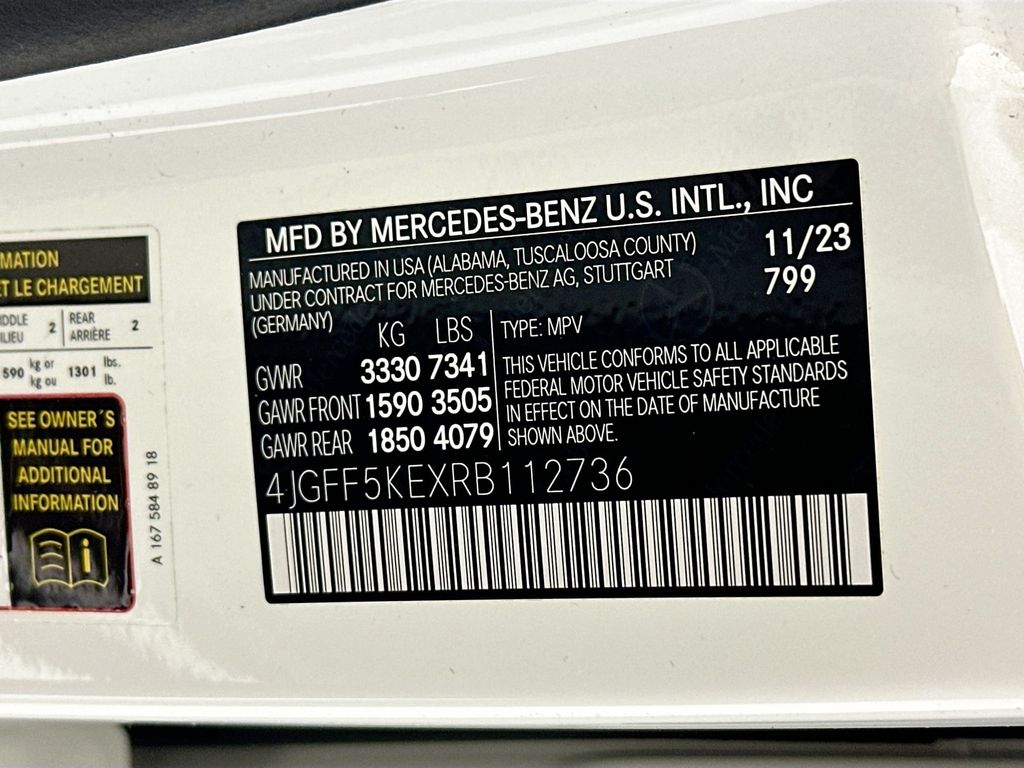 MATION
ET LE CHARGEMENT
IDDLE
ILIEU
2
REAR
ARRIÈRE
2
590 kg or
kg ou
1301 lbs.
lb.
SEE OWNER´S
MANUAL FOR
ADDITIONAL
INFORMATION
i
A 167 584 89 18
MFD BY MERCEDES-BENZ U.S. INTL., INC
MANUFACTURED IN USA (ALABAMA, TUSCALOOSA COUNTY)
UNDER CONTRACT FOR MERCEDES-BENZ AG, STUTTGART
(GERMANY)
11/23
799
KG LBS
GVWR 3330 7341
GAWR FRONT 1590 3505
GAWR REAR 1850 4079
TYPE: MPV
THIS VEHICLE CONFORMS TO ALL APPLICABLE
FEDERAL MOTOR VEHICLE SAFETY STANDARDS
IN EFFECT ON THE DATE OF MANUFACTURE
SHOWN ABOVE.
4JGFF5KEXRB112736